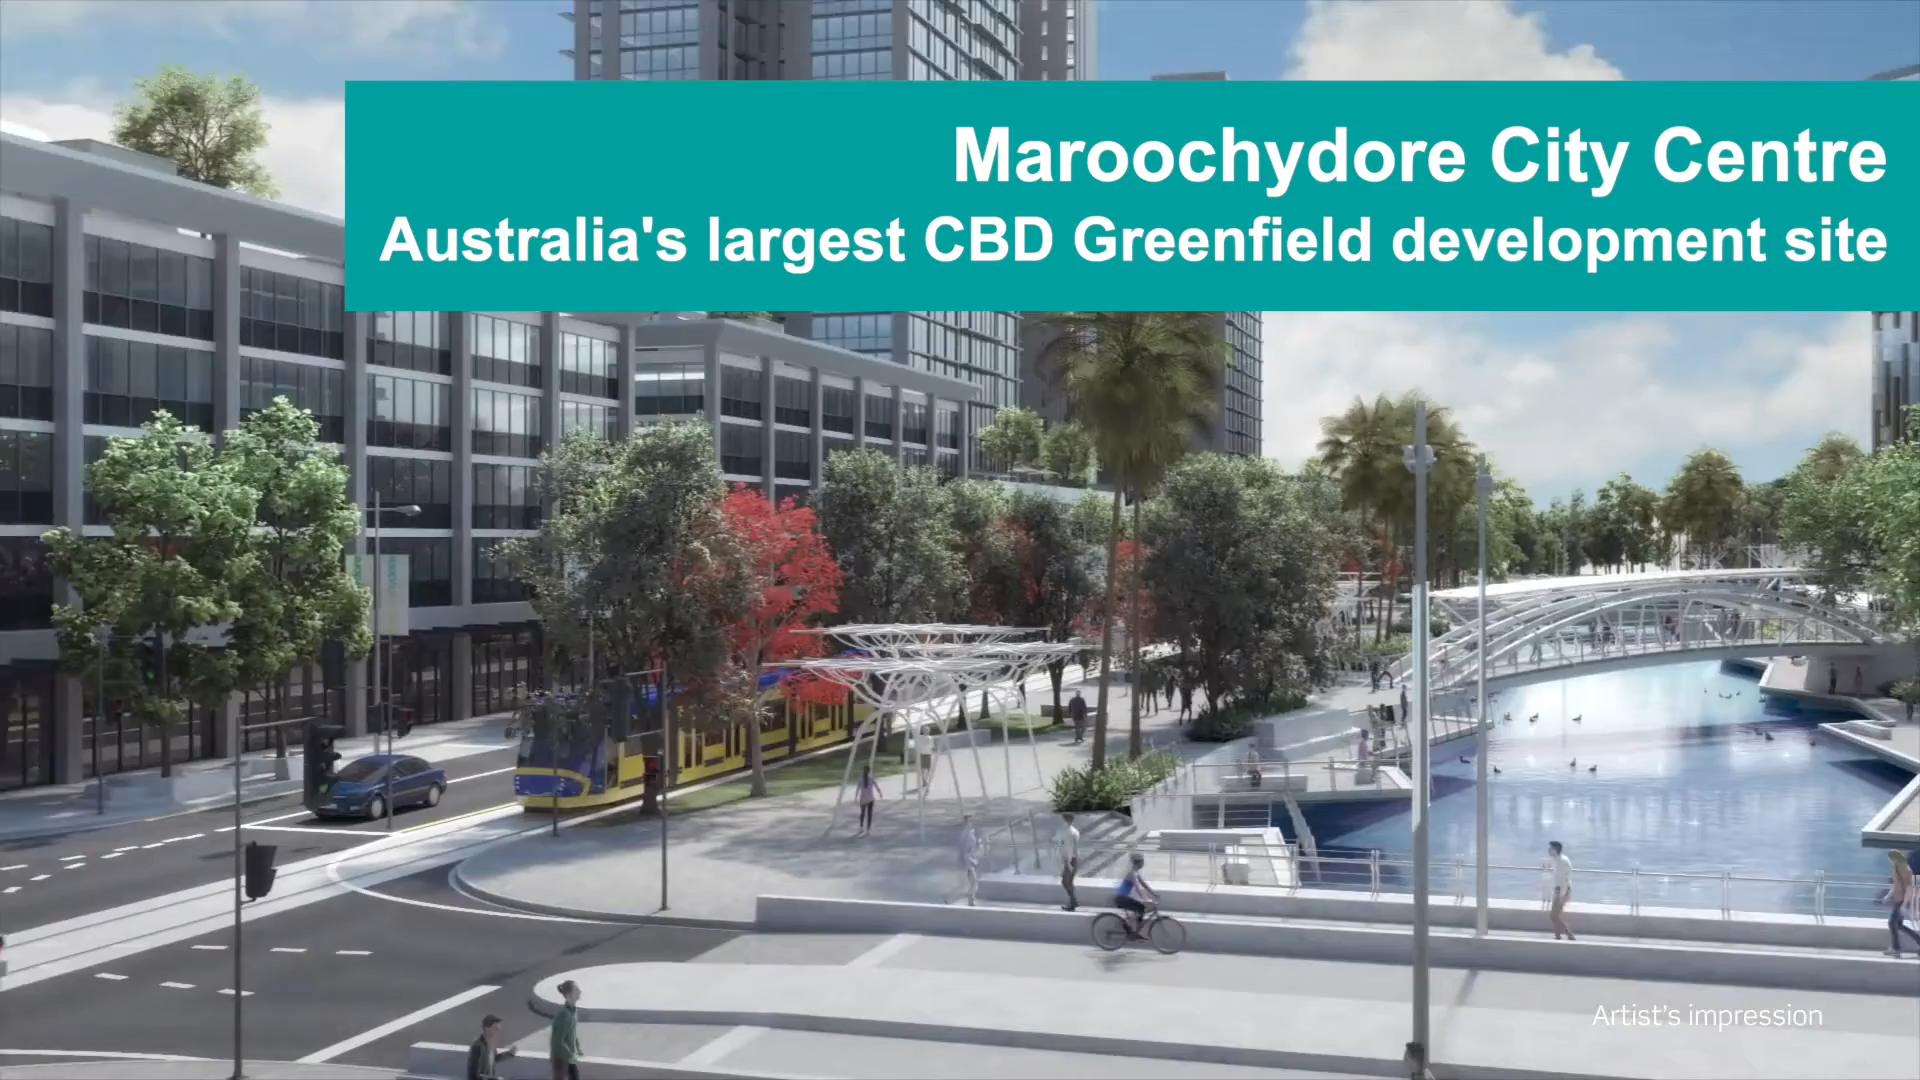 Maroochydore City Centre
Australia's largest CBD Greenfield development site
Artist's impression